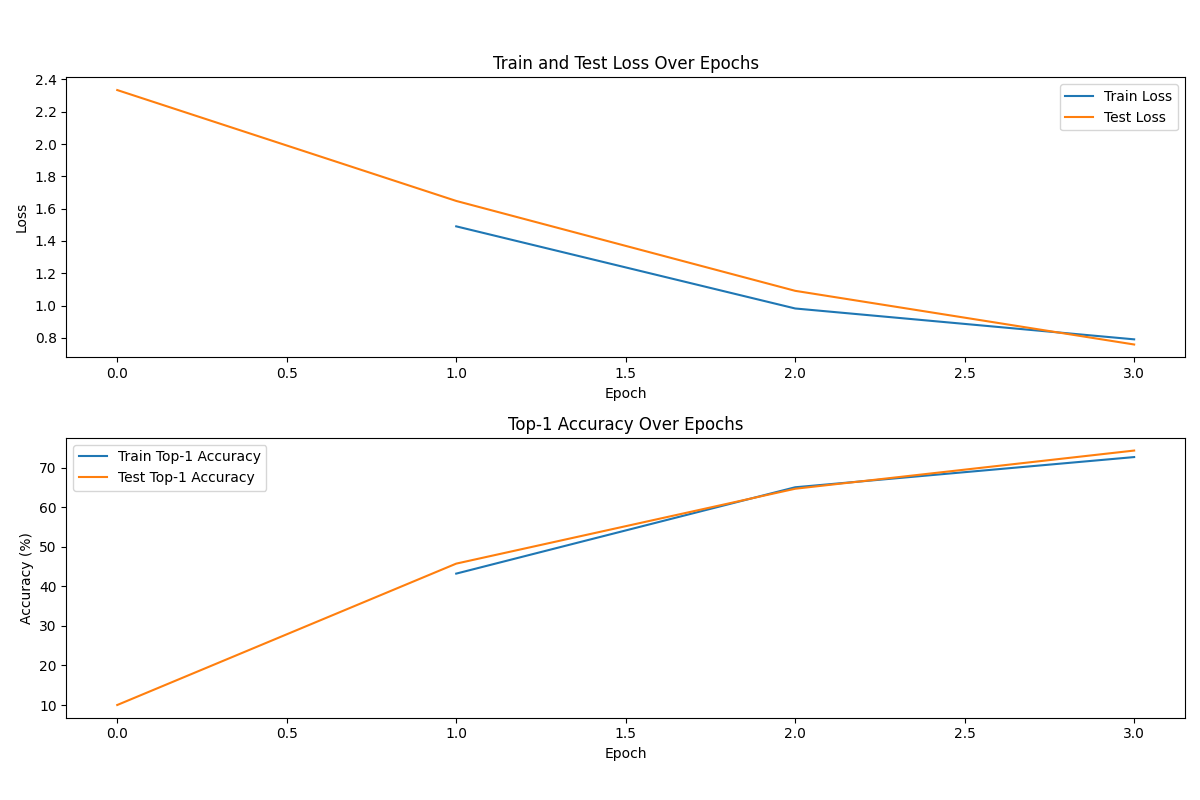 Train and Test Loss Over Epochs
2.4
2.2
2.0
1.8
1.6
1.4
1.2
1.0
0.8
Loss
Train Loss
Test Loss
0.0 0.5 1.0 1.5 2.0 2.5 3.0
Epoch
Top-1 Accuracy Over Epochs
70
60
50
40
30
20
10
Accuracy (%)
Train Top-1 Accuracy
Test Top-1 Accuracy
0.0 0.5 1.0 1.5 2.0 2.5 3.0
Epoch